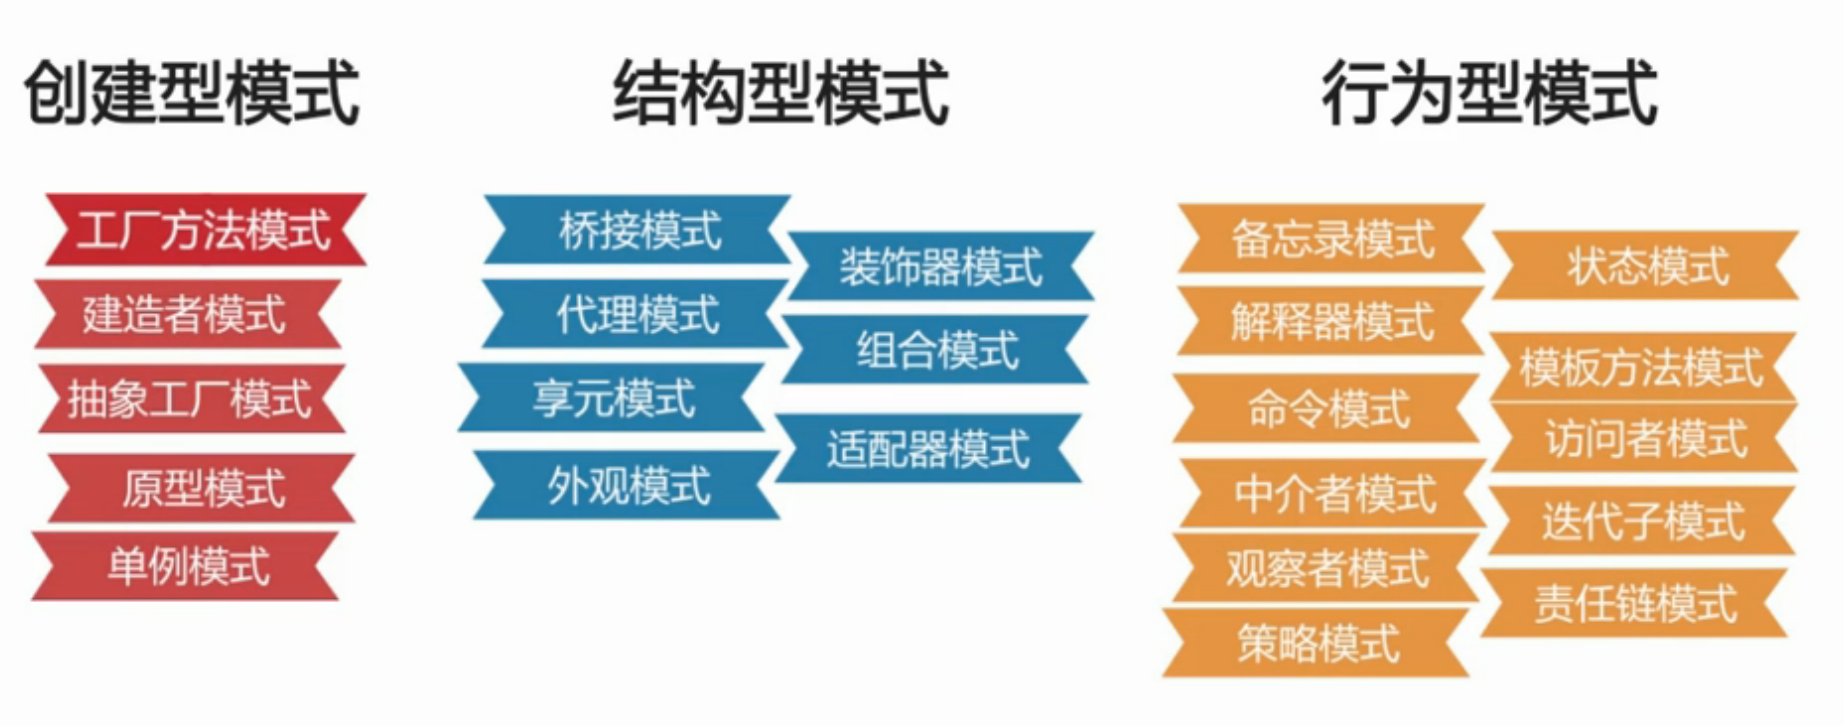 创建型模式
工厂方法模式
建造者模式
抽象工厂模式
原型模式
单例模式
结构型模式
桥接模式
代理模式
享元模式
外观模式
装饰器模式
组合模式
适配器模式
行为型模式
备忘录模式
解释器模式
命令模式
中介者模式
观察者模式
策略模式
状态模式
模板方法模式
访问者模式
迭代子模式
责任链模式